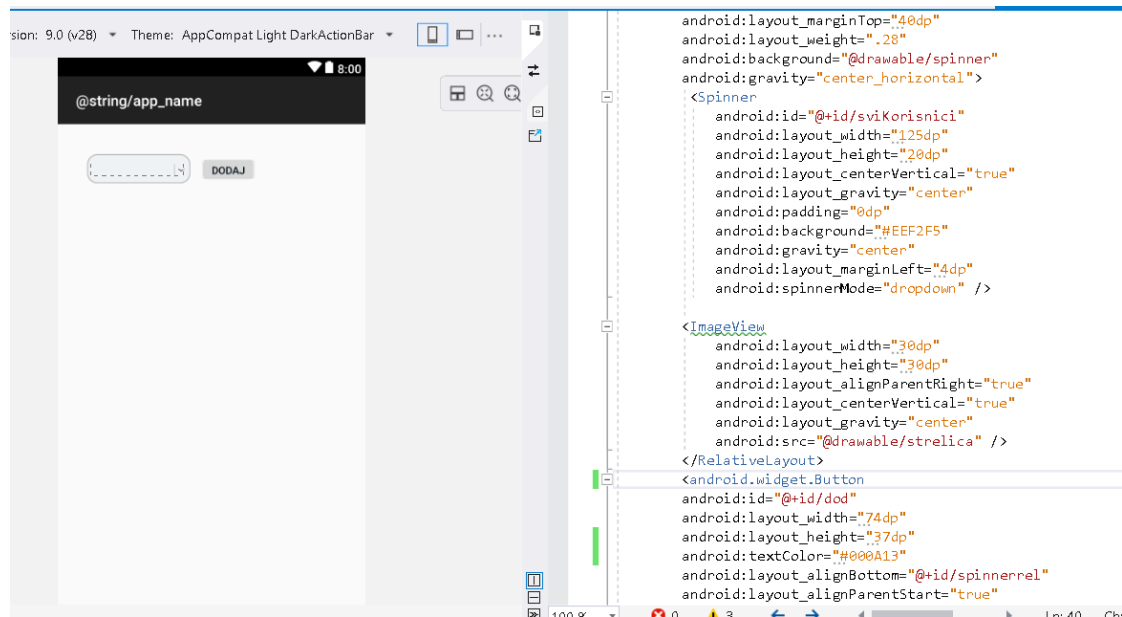 rsion: 9.0 (v28) Theme: AppCompat Light DarkActionBar ...
8:00
@string/app_name
DODAJ
android:layout_marginTop="40dp"
android:layout_weight=".28"
android:background="@drawable/spinner"
android:gravity="center_horizontal">
<Spinner
android:id="@+id/sviKorisnici"
android:layout_width="125dp"
android:layout_height="20dp"
android:layout_centerVertical="true"
android:layout_gravity="center"
android:padding="0dp"
android:background="#EEF2F5"
android:gravity="center"
android:layout_marginLeft="4dp"
android:spinnerMode="dropdown" />
<ImageView
android:layout_width="30dp"
android:layout_height="30dp"
android:layout_alignParentRight="true"
android:layout_centerVertical="true"
android:layout_gravity="center"
android:src="@drawable/strelica" />
</RelativeLayout>
<android.widget.Button
android:id="@+id/dod"
android:layout_width="74dp"
android:layout_height="37dp"
android:textColor="#000A13"
android:layout_alignBottom="@+id/spinnerrel"
android:layout_alignParentStart="true"
100 % 0 3 Ln: 40 Ch: